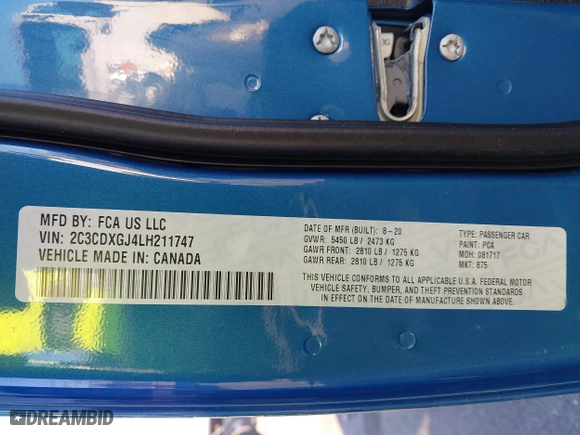 MFD BY: FCA US LLC
VIN: 2C3CDXGJ4LH211747
VEHICLE MADE IN: CANADA
DATE OF MFR (BUILT): 8-20
GVWR: 5450 LB / 2473 KG
GAWR FRONT: 2810 LB / 1275 KG
GAWR REAR: 2810 LB / 1275 KG
TYPE: PASSENGER CAR
PAINT: PCA
MDH: 081717
MKT: 875
THIS VEHICLE CONFORMS TO ALL APPLICABLE U.S.A. FEDERAL MOTOR
VEHICLE SAFETY, BUMPER, AND THEFT PREVENTION STANDARDS
IN EFFECT ON THE DATE OF MANUFACTURE SHOWN ABOVE.
DREAMBID